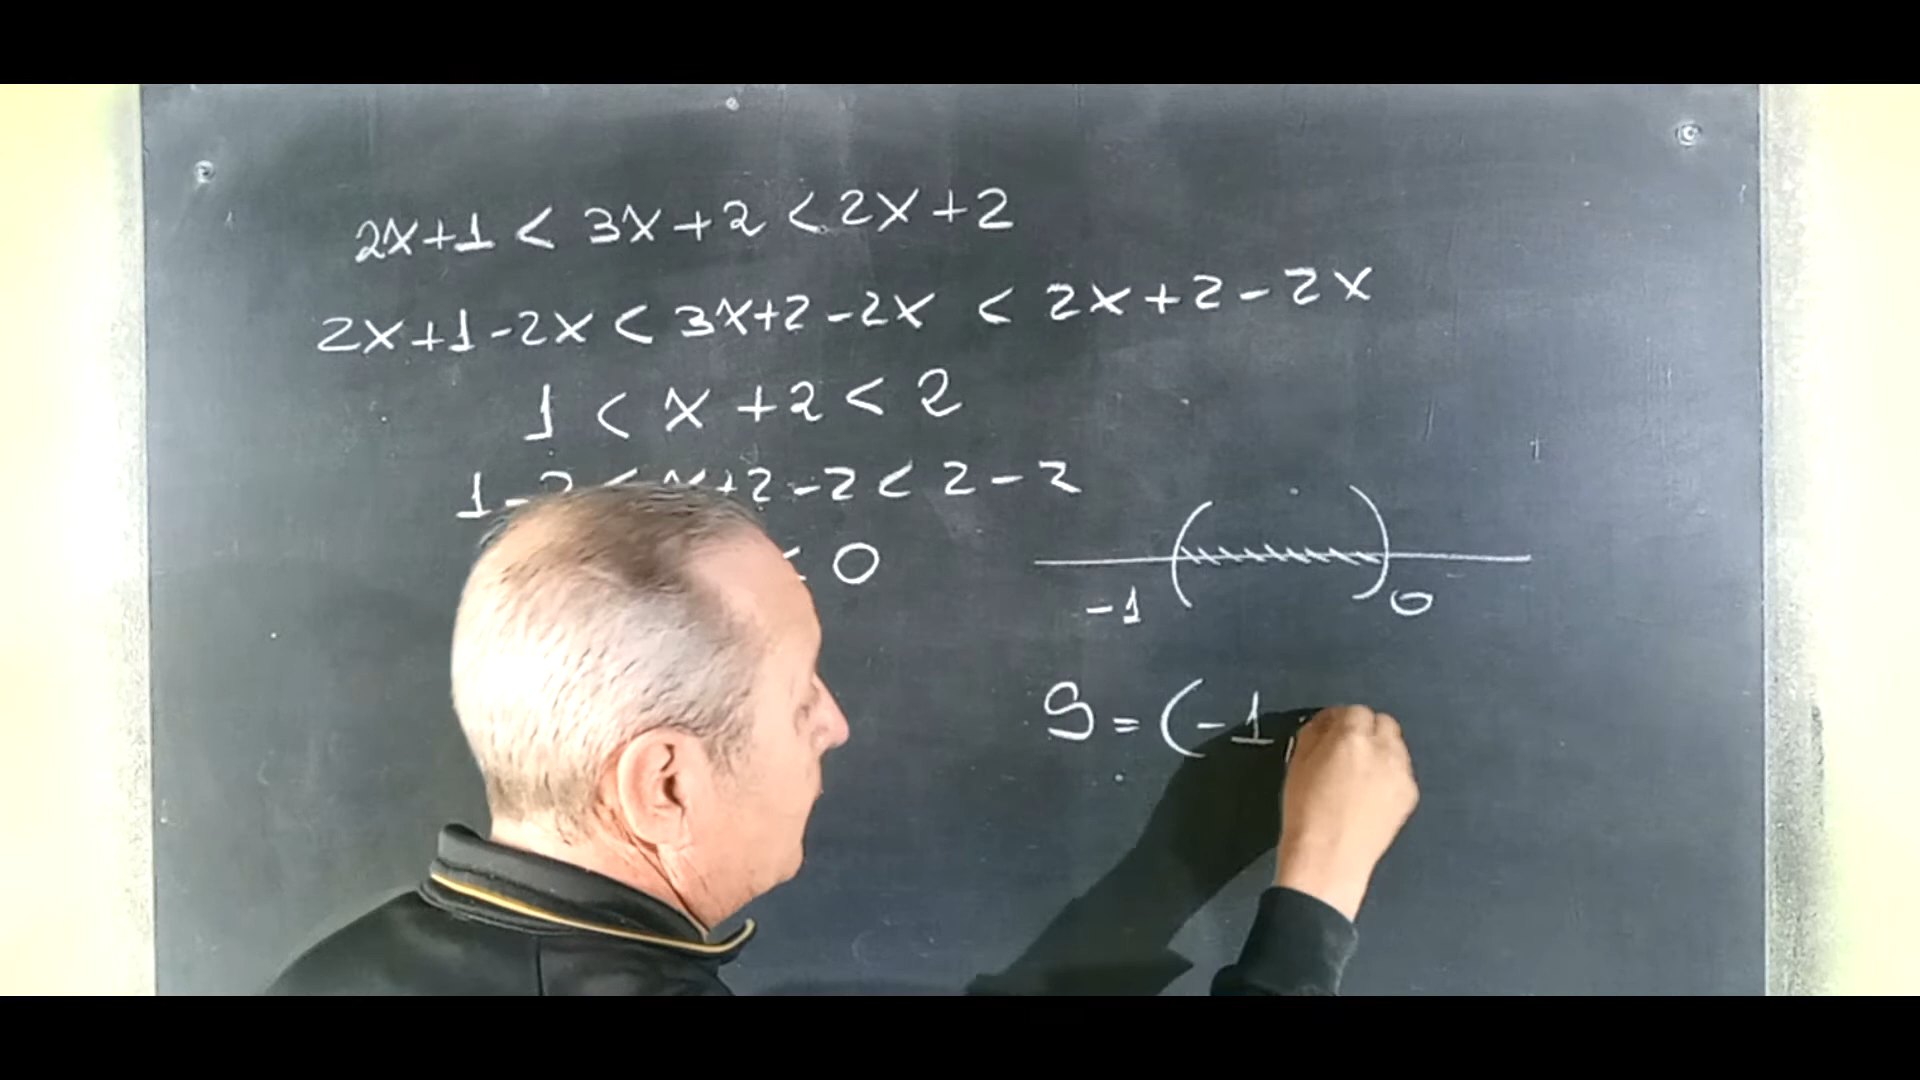 2x+1 < 3x+2 < 2x+2
2x+1-2x < 3x+2-2x < 2x+2-2x
1 < x+2 < 2
1-2 < x+2-2 < 2-2
< 0
-1 0
S = (-1,